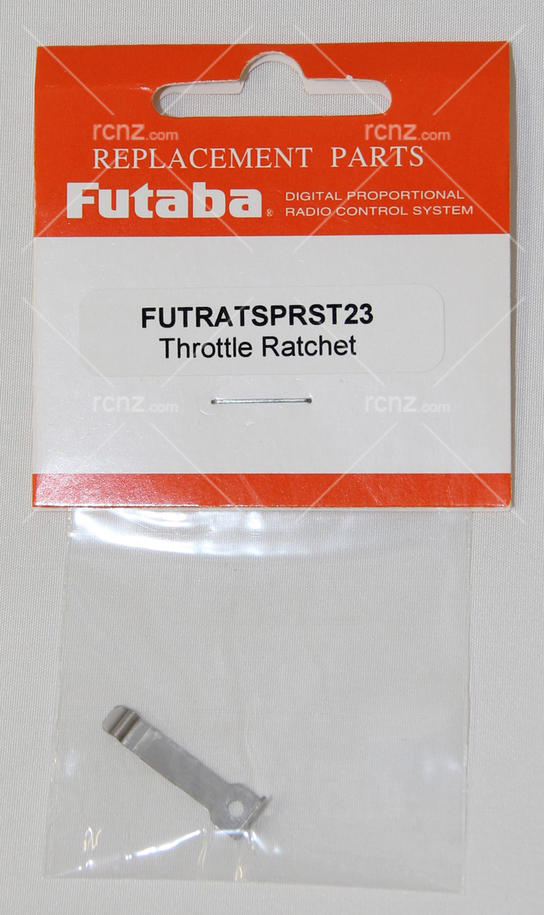 rcnz.com rcnz.com
REPLACEMENT PARTS
Futaba® DIGITAL PROPORTIONAL
RADIO CONTROL SYSTEM
FUTRATSPRST23
Throttle Ratchet
rcnz.com rcnz.com